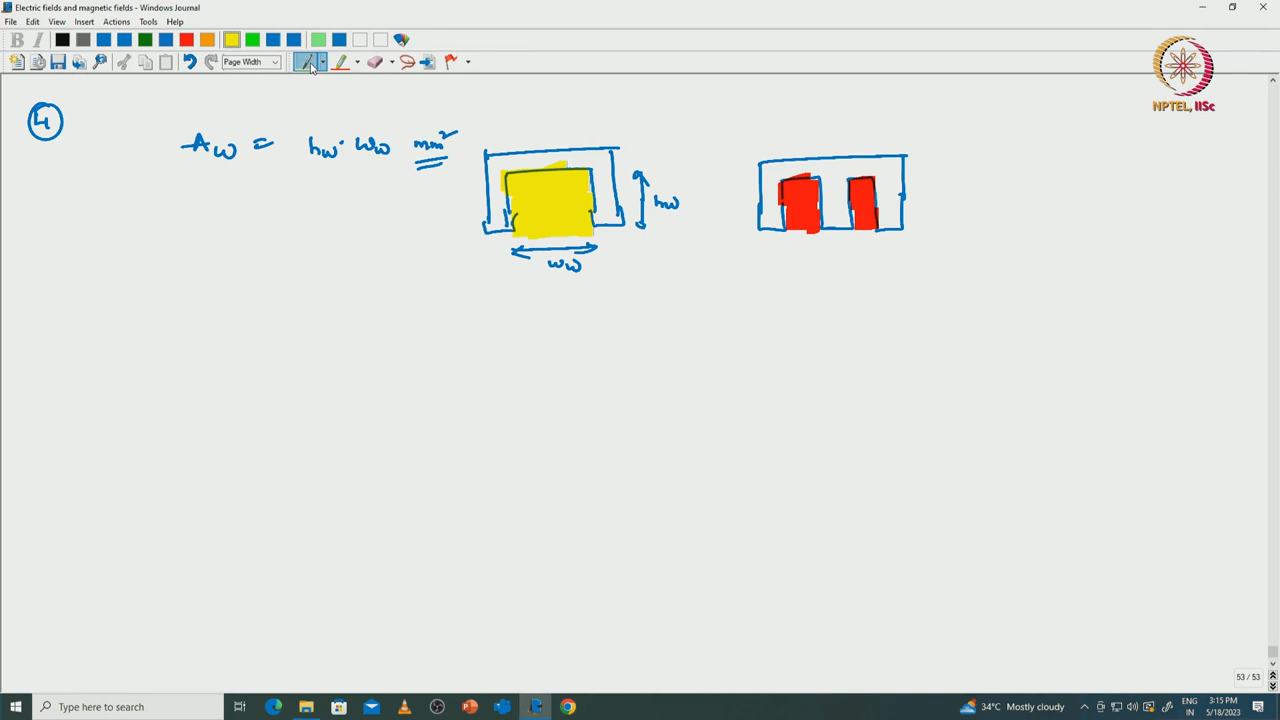 Electric fields and magnetic fields - Windows Journal
File Edit View Insert Actions Tools Help
B I
Page Width
NPTEL, IISc
4
Aw = hw · ww mm²
hw
ww
53 / 53
Type here to search
34°C Mostly cloudy
ENG
IN
3:15 PM
5/18/2023